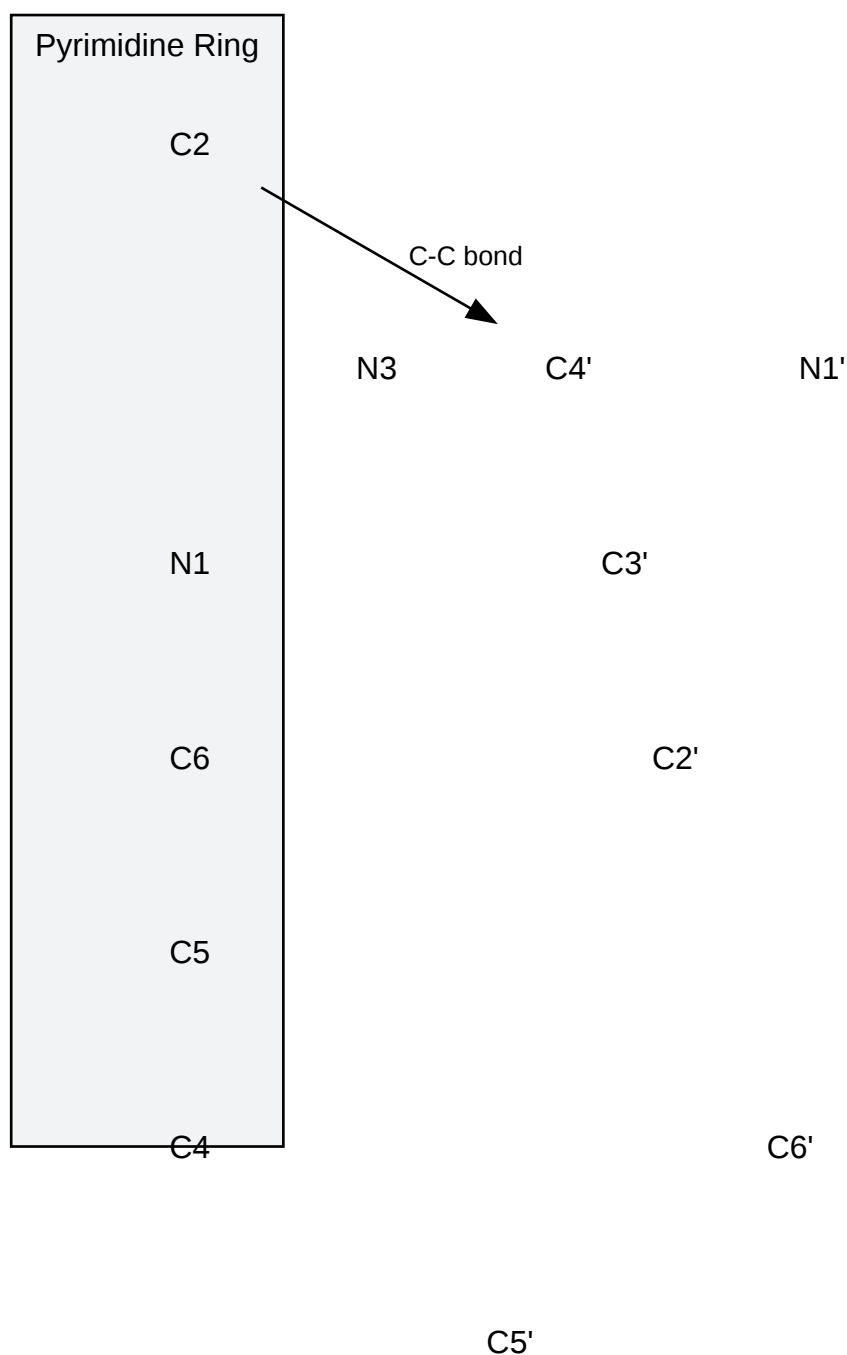 Pyrimidine Ring
C2
C-C bond
N3
C4'
N1'
N1
C3'
C6
C2'
C5
C4
C6'
C5'